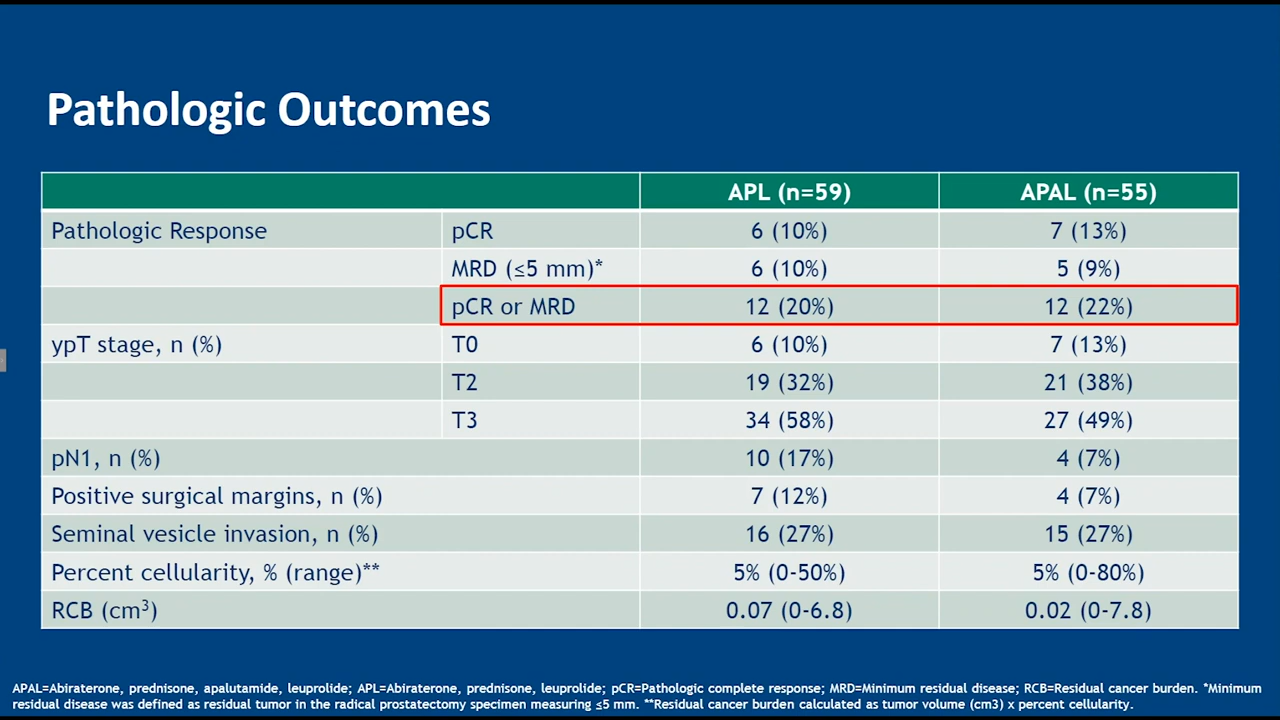 Pathologic Outcomes
APL (n=59) APAL (n=55)
Pathologic Response pCR 6 (10%) 7 (13%)
MRD (≤5 mm)* 6 (10%) 5 (9%)
pCR or MRD 12 (20%) 12 (22%)
ypT stage, n (%) T0 6 (10%) 7 (13%)
T2 19 (32%) 21 (38%)
T3 34 (58%) 27 (49%)
pN1, n (%) 10 (17%) 4 (7%)
Positive surgical margins, n (%) 7 (12%) 4 (7%)
Seminal vesicle invasion, n (%) 16 (27%) 15 (27%)
Percent cellularity, % (range)** 5% (0-50%) 5% (0-80%)
RCB (cm³) 0.07 (0-6.8) 0.02 (0-7.8)
APAL=Abiraterone, prednisone, apalutamide, leuprolide; APL=Abiraterone, prednisone, leuprolide; pCR=Pathologic complete response; MRD=Minimum residual disease; RCB=Residual cancer burden. *Minimum
residual disease was defined as residual tumor in the radical prostatectomy specimen measuring ≤5 mm. **Residual cancer burden calculated as tumor volume (cm3) x percent cellularity.